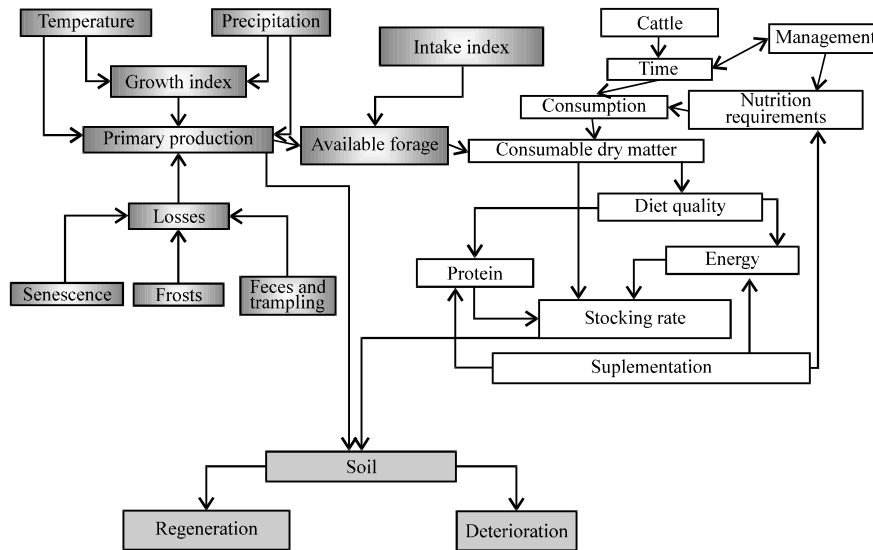 Temperature
Precipitation
Cattle
Management
Intake index
Time
Growth index
Consumption
Nutrition
requirements
Primary production
Available forage
Consumable dry matter
Losses
Diet quality
Protein
Energy
Senescence
Frosts
Feces and
trampling
Stocking rate
Suplementation
Soil
Regeneration
Deterioration